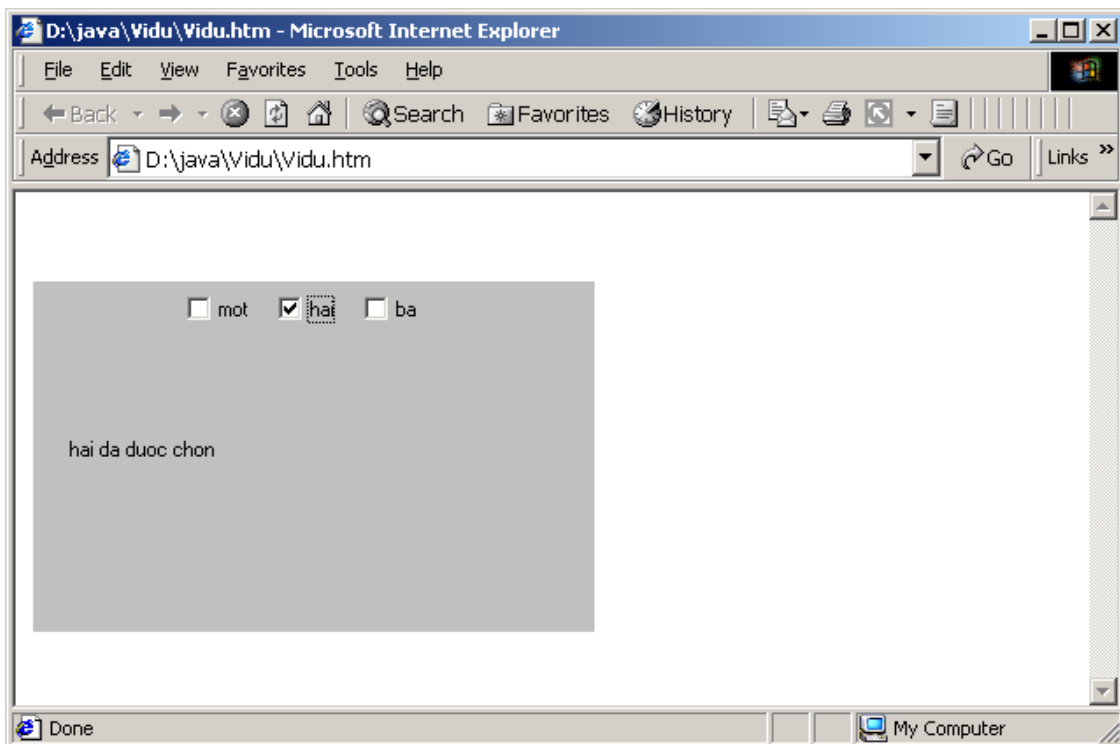 D:\java\Vidu\Vidu.htm - Microsoft Internet Explorer
File Edit View Favorites Tools Help
Back Search Favorites History
Address D:\java\Vidu\Vidu.htm Go Links »
mot hai ba
hai da duoc chon
Done My Computer